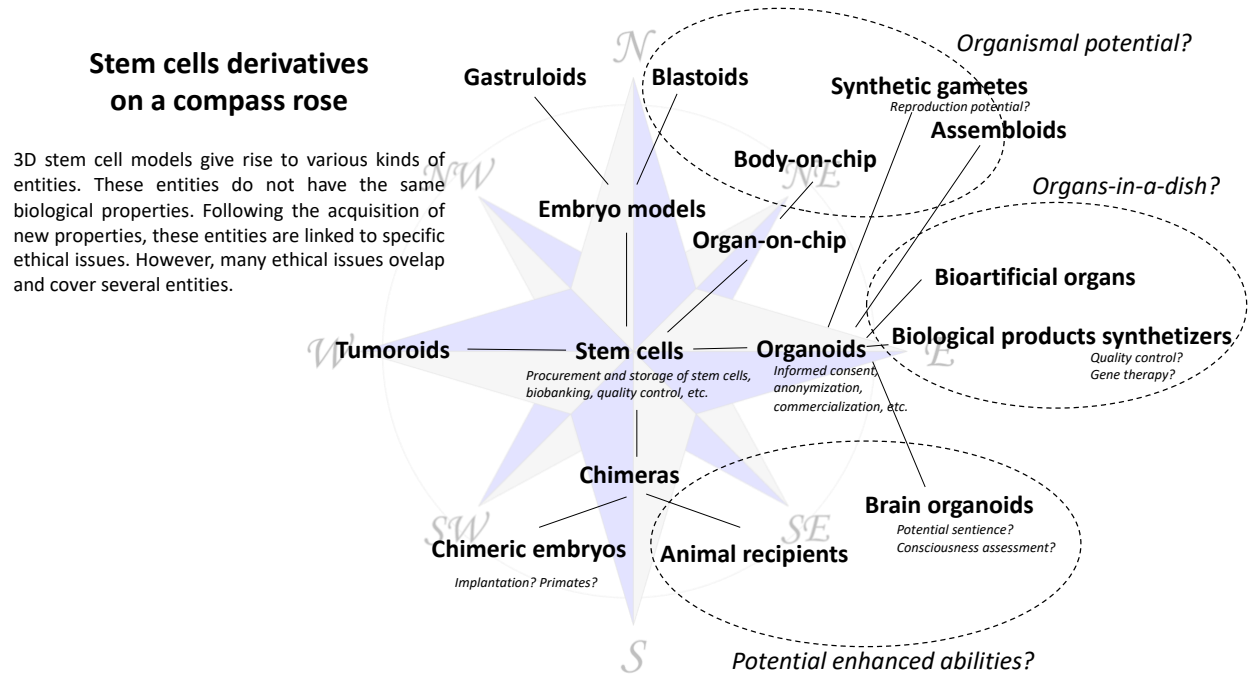 Stem cells derivatives
on a compass rose
3D stem cell models give rise to various kinds of
entities. These entities do not have the same
biological properties. Following the acquisition of
new properties, these entities are linked to specific
ethical issues. However, many ethical issues ovelap
and cover several entities.
N
Organismal potential?
Gastruloids
Blastoids
Synthetic gametes
Reproduction potential?
Assembloids
Body-on-chip
NW
NE
Organs-in-a-dish?
Embryo models
Organ-on-chip
Bioartificial organs
Biological products synthetizers
Quality control?
Gene therapy?
W
Tumoroids
Stem cells
Procurement and storage of stem cells,
biobanking, quality control, etc.
Organoids
Informed consent,
anonymization,
commercialization, etc.
E
Chimeras
Brain organoids
Potential sentience?
Consciousness assessment?
SW
SE
Chimeric embryos
Implantation? Primates?
Animal recipients
S
Potential enhanced abilities?